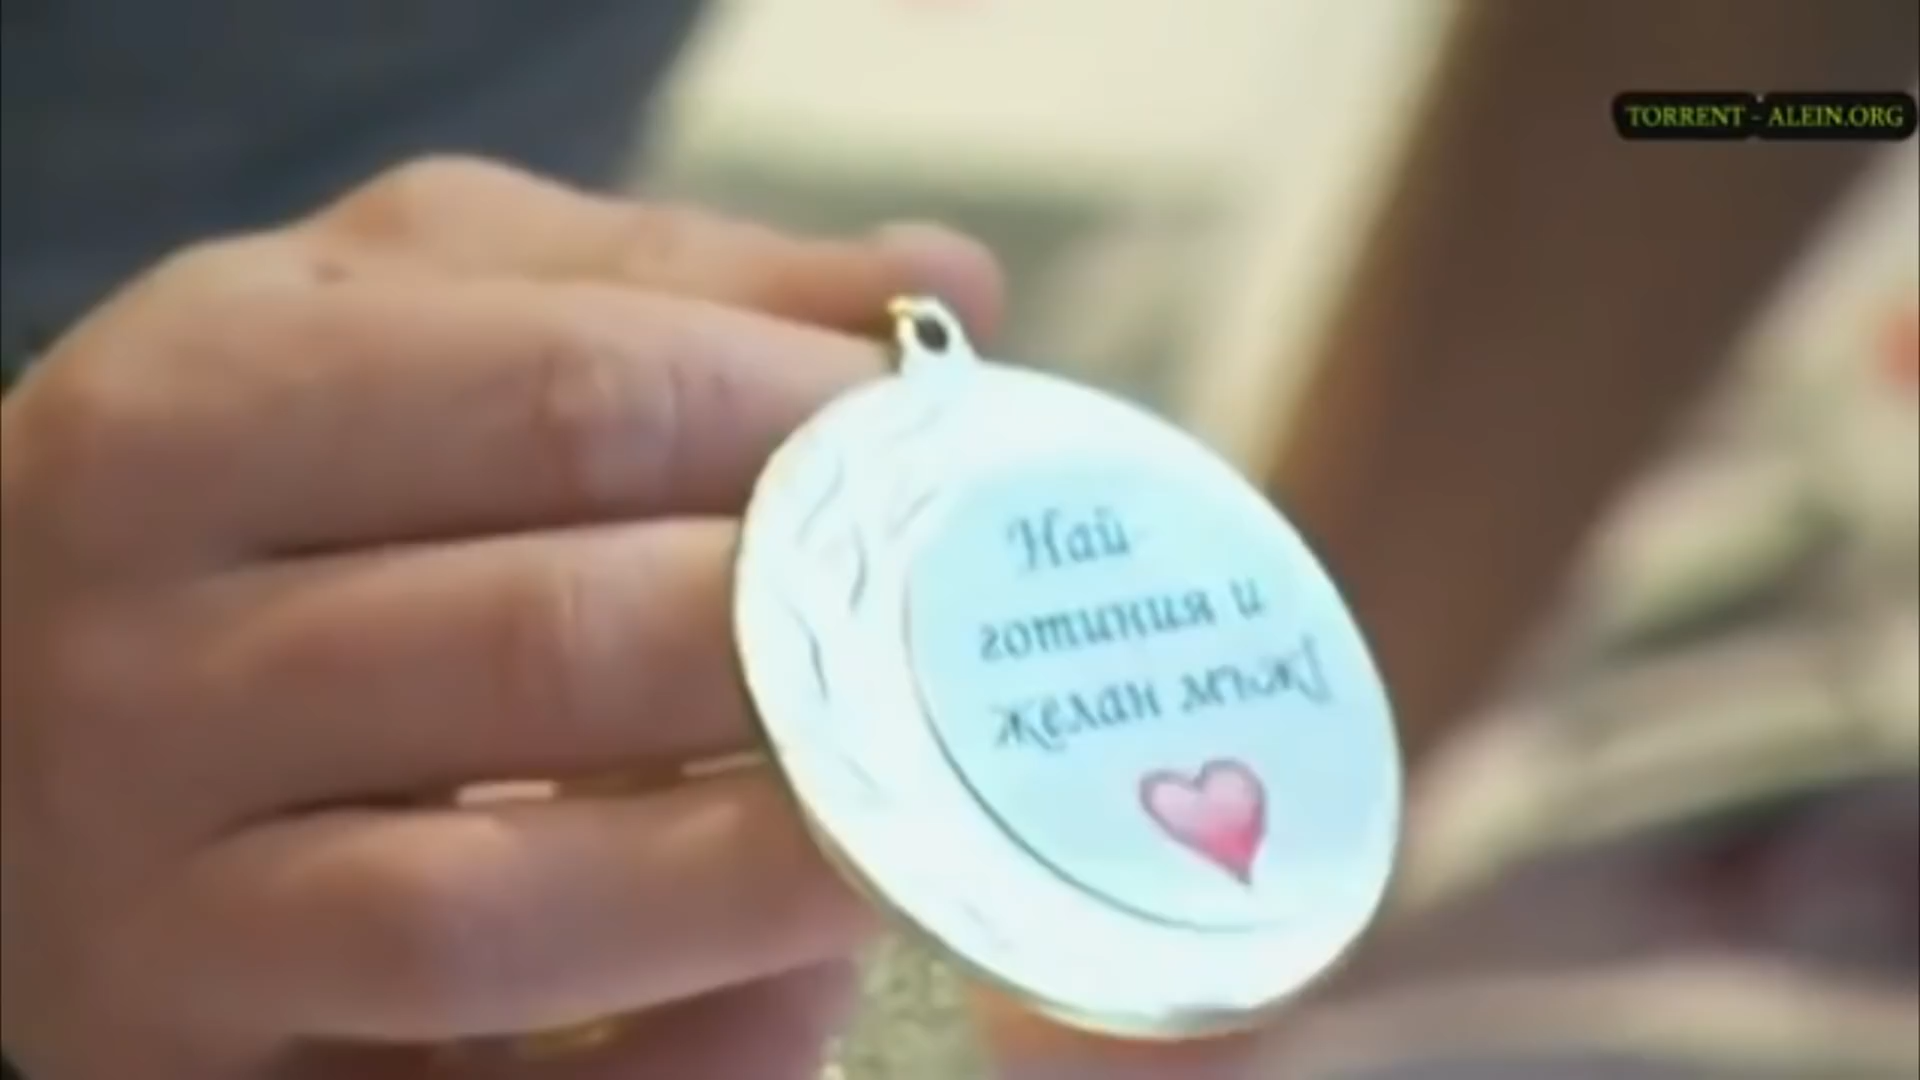 TORRENT - ALEIN.ORG
Най-
готиния и
желан мъж!